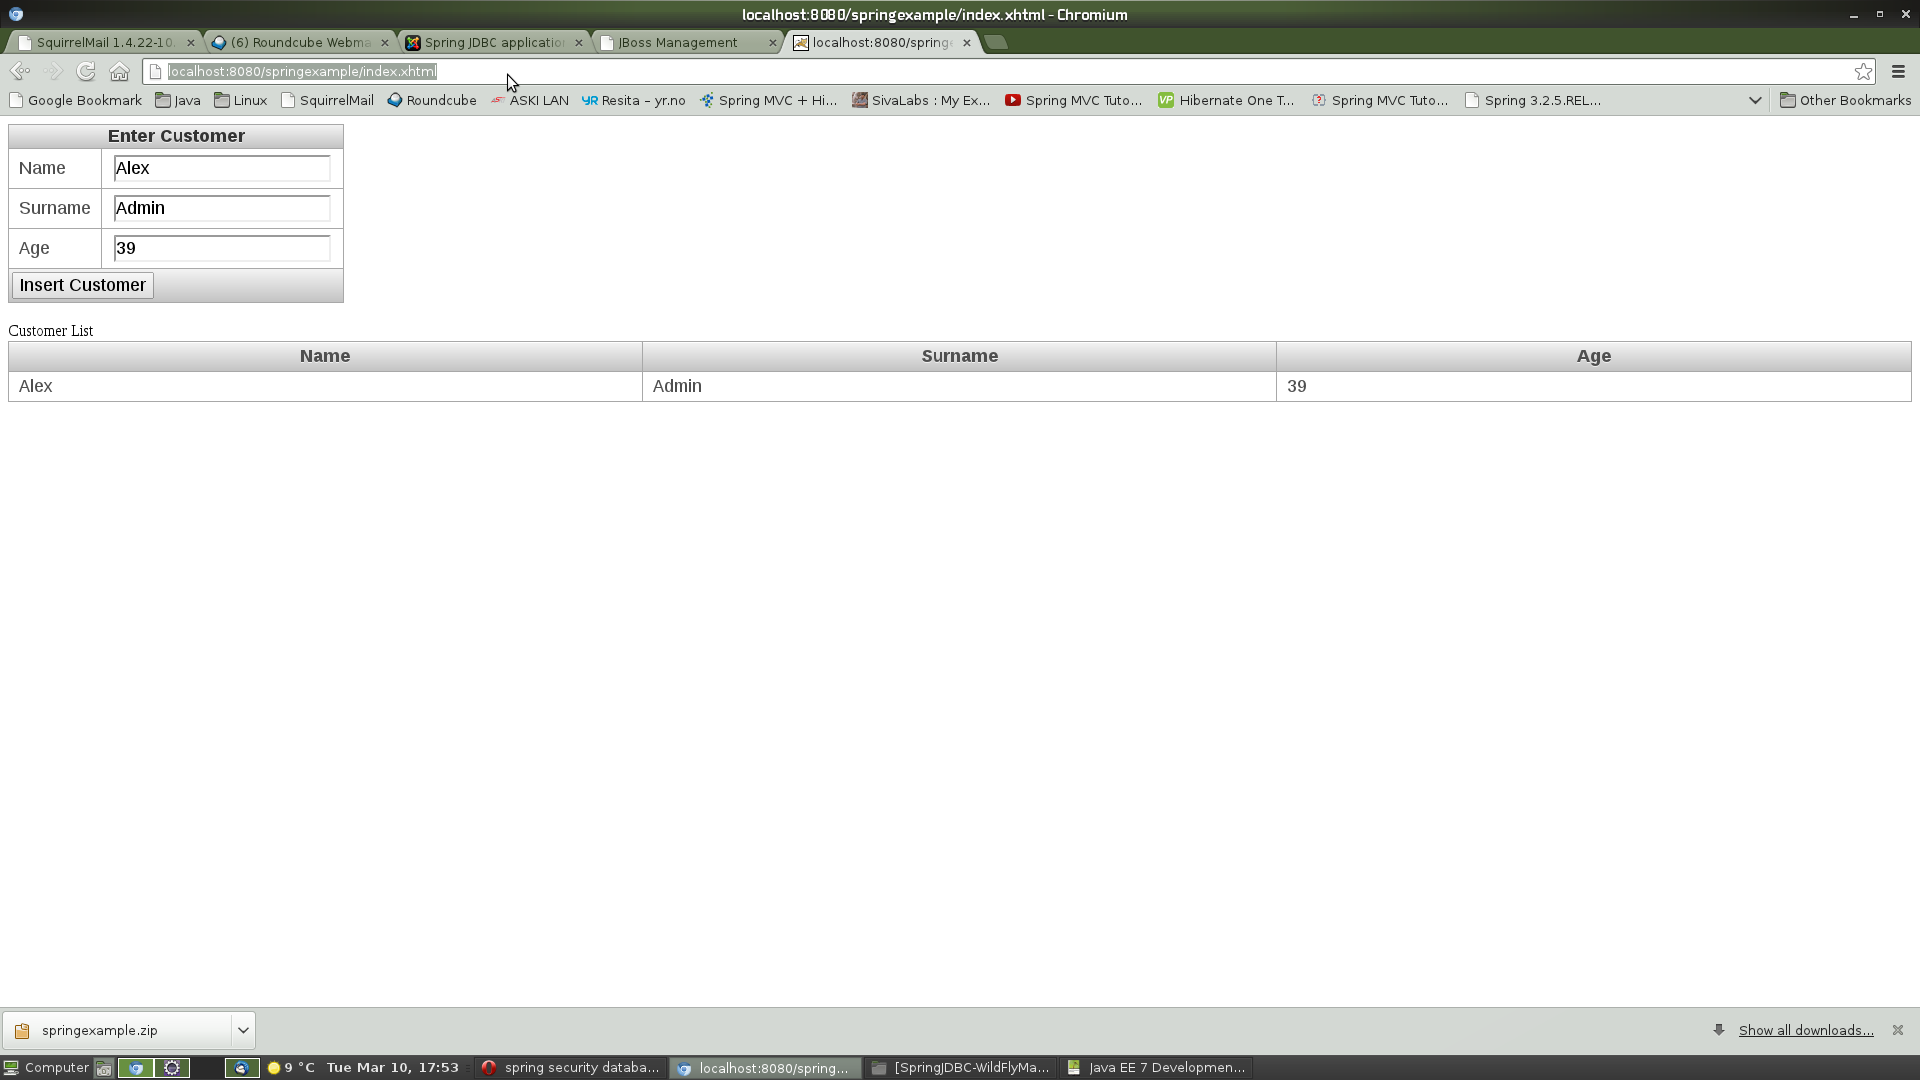 localhost:8080/springexample/index.xhtml - Chromium
SquirrelMail 1.4.22-10. (6) Roundcube Webma Spring JDBC applicatio JBoss Management localhost:8080/spring
localhost:8080/springexample/index.xhtml
Google Bookmark Java Linux SquirrelMail Roundcube ASKI LAN YR Resita – yr.no Spring MVC + Hi... SivaLabs : My Ex... Spring MVC Tuto... VP Hibernate One T... Spring MVC Tuto... Spring 3.2.5.REL... Other Bookmarks
Enter Customer
Name Alex
Surname Admin
Age 39
Insert Customer
Customer List
Name Surname Age
Alex Admin 39
springexample.zip Show all downloads...
Computer 9 °C Tue Mar 10, 17:53 spring security databa... localhost:8080/spring... [SpringJDBC-WildFlyMa... Java EE 7 Developmen...